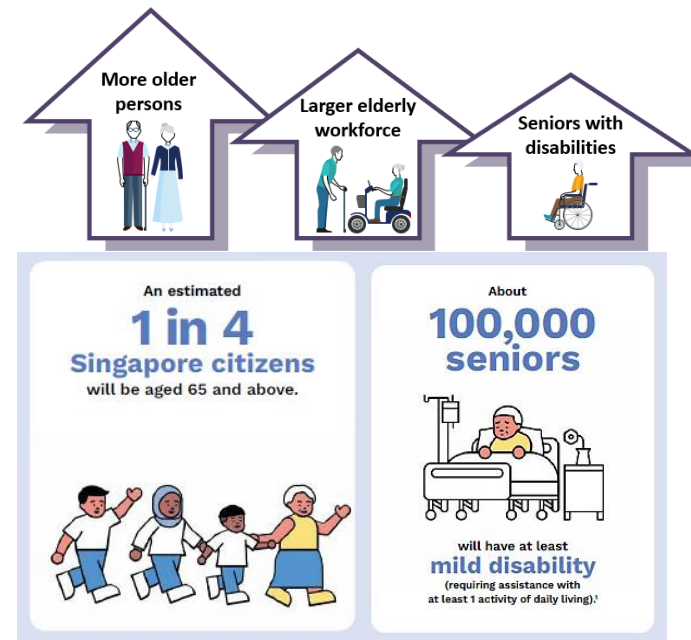 More older
persons
Larger elderly
workforce
Seniors with
disabilities
An estimated
1 in 4
Singapore citizens
will be aged 65 and above.
About
100,000
seniors
will have at least
mild disability
(requiring assistance with
at least 1 activity of daily living).¹